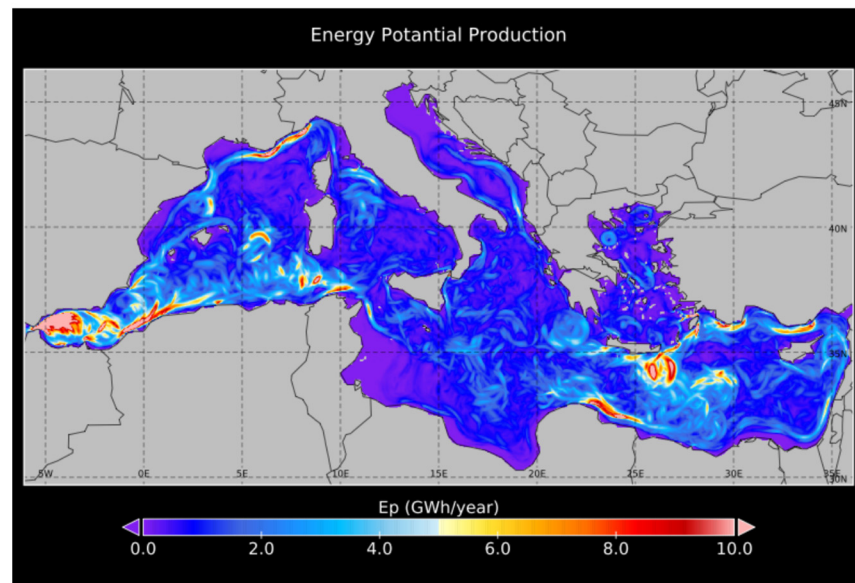 Energy Potantial Production
45N
40N
35N
30N
5W 0E 5E 10E 15E 20E 25E 30E 35E
Ep (GWh/year)
0.0 2.0 4.0 6.0 8.0 10.0